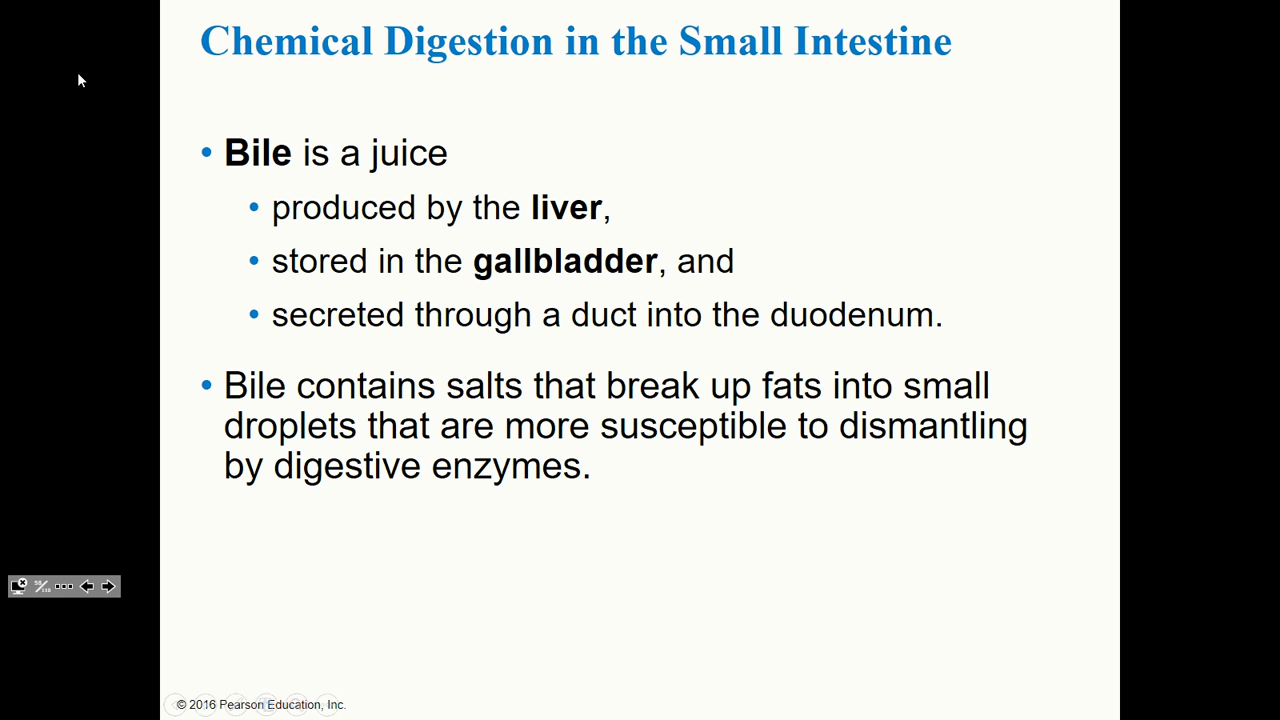 Chemical Digestion in the Small Intestine
• Bile is a juice
• produced by the liver,
• stored in the gallbladder, and
• secreted through a duct into the duodenum.
• Bile contains salts that break up fats into small
droplets that are more susceptible to dismantling
by digestive enzymes.
58/118
© 2016 Pearson Education, Inc.